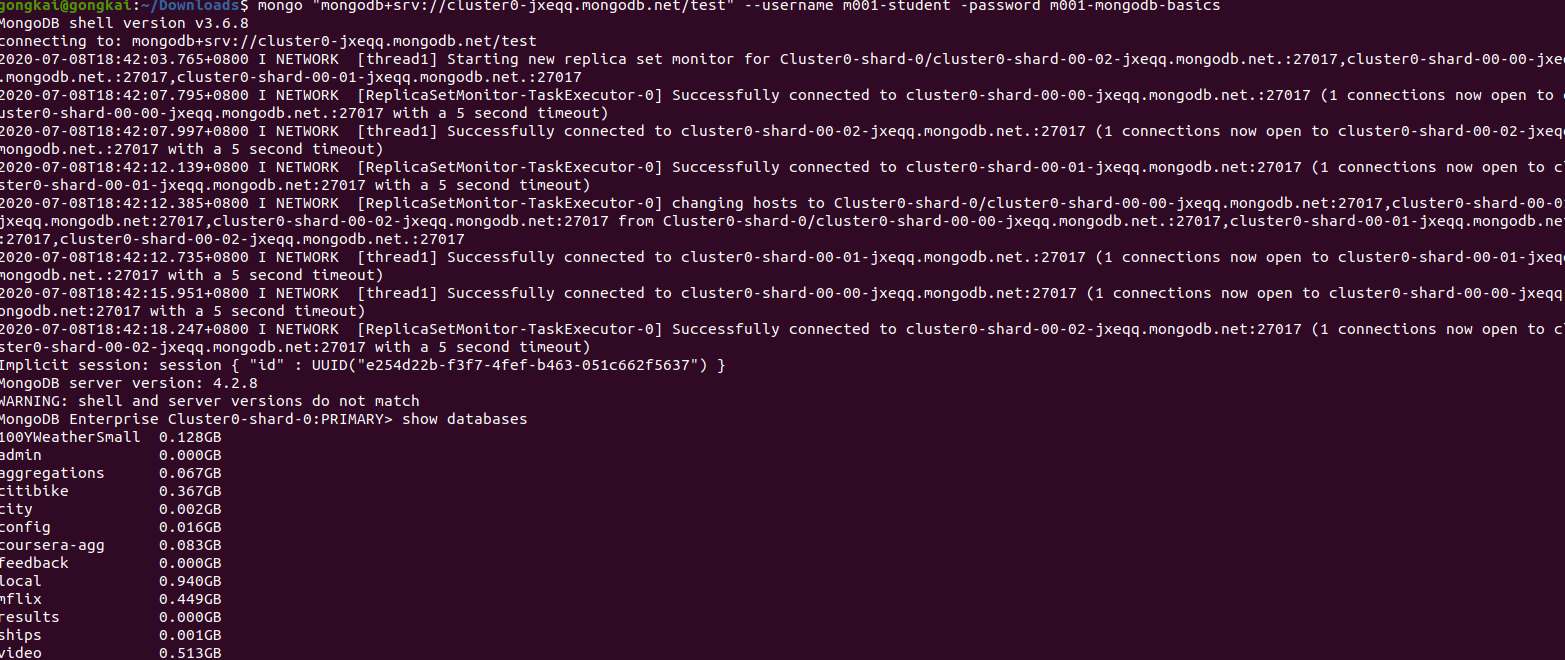 gongkai@gongkai:~/Downloads$ mongo "mongodb+srv://cluster0-jxeqq.mongodb.net/test" --username m001-student -password m001-mongodb-basics
MongoDB shell version v3.6.8
connecting to: mongodb+srv://cluster0-jxeqq.mongodb.net/test
2020-07-08T18:42:03.765+0800 I NETWORK  [thread1] Starting new replica set monitor for Cluster0-shard-0/cluster0-shard-00-02-jxeqq.mongodb.net.:27017,cluster0-shard-00-00-jxe
.mongodb.net.:27017,cluster0-shard-00-01-jxeqq.mongodb.net.:27017
2020-07-08T18:42:07.795+0800 I NETWORK  [ReplicaSetMonitor-TaskExecutor-0] Successfully connected to cluster0-shard-00-00-jxeqq.mongodb.net.:27017 (1 connections now open to
uster0-shard-00-00-jxeqq.mongodb.net.:27017 with a 5 second timeout)
2020-07-08T18:42:07.997+0800 I NETWORK  [thread1] Successfully connected to cluster0-shard-00-02-jxeqq.mongodb.net.:27017 (1 connections now open to cluster0-shard-00-02-jxeq
mongodb.net.:27017 with a 5 second timeout)
2020-07-08T18:42:12.139+0800 I NETWORK  [ReplicaSetMonitor-TaskExecutor-0] Successfully connected to cluster0-shard-00-01-jxeqq.mongodb.net:27017 (1 connections now open to cl
ster0-shard-00-01-jxeqq.mongodb.net:27017 with a 5 second timeout)
2020-07-08T18:42:12.385+0800 I NETWORK  [ReplicaSetMonitor-TaskExecutor-0] changing hosts to Cluster0-shard-0/cluster0-shard-00-00-jxeqq.mongodb.net:27017,cluster0-shard-00-0
jxeqq.mongodb.net:27017,cluster0-shard-00-02-jxeqq.mongodb.net:27017 from Cluster0-shard-0/cluster0-shard-00-00-jxeqq.mongodb.net.:27017,cluster0-shard-00-01-jxeqq.mongodb.ne
:27017,cluster0-shard-00-02-jxeqq.mongodb.net.:27017
2020-07-08T18:42:12.735+0800 I NETWORK  [thread1] Successfully connected to cluster0-shard-00-01-jxeqq.mongodb.net.:27017 (1 connections now open to cluster0-shard-00-01-jxeq
mongodb.net.:27017 with a 5 second timeout)
2020-07-08T18:42:15.951+0800 I NETWORK  [thread1] Successfully connected to cluster0-shard-00-00-jxeqq.mongodb.net:27017 (1 connections now open to cluster0-shard-00-00-jxeqq
ongodb.net:27017 with a 5 second timeout)
2020-07-08T18:42:18.247+0800 I NETWORK  [ReplicaSetMonitor-TaskExecutor-0] Successfully connected to cluster0-shard-00-02-jxeqq.mongodb.net:27017 (1 connections now open to cl
ster0-shard-00-02-jxeqq.mongodb.net:27017 with a 5 second timeout)
Implicit session: session { "id" : UUID("e254d22b-f3f7-4fef-b463-051c662f5637") }
MongoDB server version: 4.2.8
WARNING: shell and server versions do not match
MongoDB Enterprise Cluster0-shard-0:PRIMARY> show databases
100YWeatherSmall  0.128GB
admin             0.000GB
aggregations      0.067GB
citibike          0.367GB
city              0.002GB
config            0.016GB
coursera-agg      0.083GB
feedback          0.000GB
local             0.940GB
mflix             0.449GB
results           0.000GB
ships             0.001GB
video             0.513GB